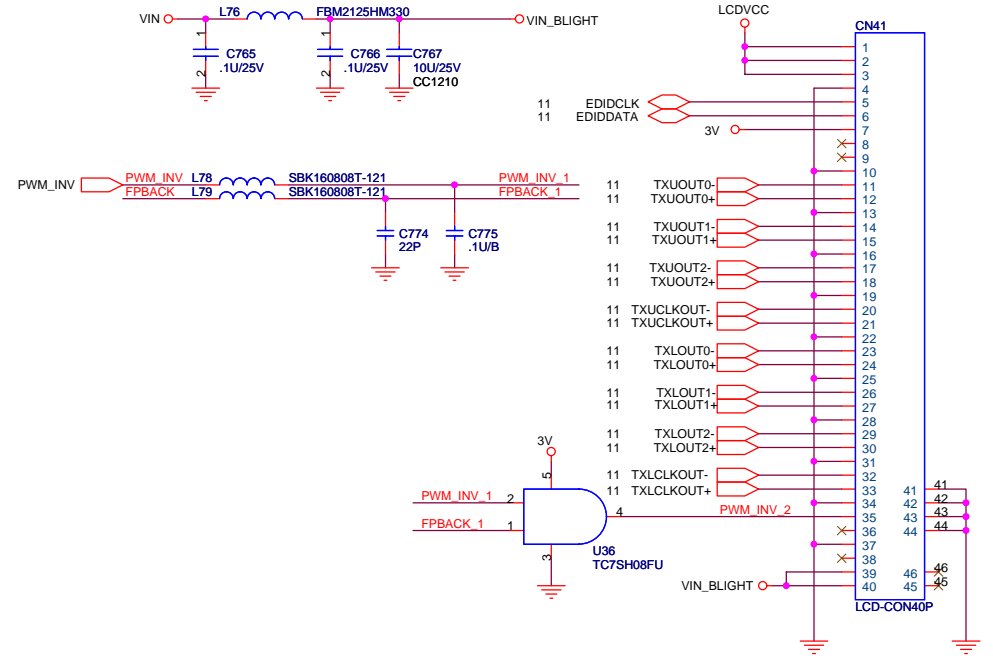 VIN
L76
FBM2125HM330
VIN_BLIGHT
1
C765
.1U/25V
2
1
C766
.1U/25V
2
C767
10U/25V
CC1210
PWM_INV
PWM_INV
L78
SBK160808T-121
PWM_INV_1
FPBACK
L79
SBK160808T-121
FPBACK_1
C774
22P
C775
.1U/B
3V
5
PWM_INV_1
2
FPBACK_1
1
4
PWM_INV_2
3
U36
TC7SH08FU
LCDVCC
CN41
1
2
3
4
11 EDIDCLK 5
11 EDIDDATA 6
3V 7
8
9
10
11 TXUOUT0- 11
11 TXUOUT0+ 12
13
11 TXUOUT1- 14
11 TXUOUT1+ 15
16
11 TXUOUT2- 17
11 TXUOUT2+ 18
19
11 TXUCLKOUT- 20
11 TXUCLKOUT+ 21
22
11 TXLOUT0- 23
11 TXLOUT0+ 24
25
11 TXLOUT1- 26
11 TXLOUT1+ 27
28
11 TXLOUT2- 29
11 TXLOUT2+ 30
31
11 TXLCLKOUT- 32
11 TXLCLKOUT+ 33
34
35
36
37
38
39
VIN_BLIGHT 40
41 41
42 42
43 43
44 44
46 46
45 45
LCD-CON40P